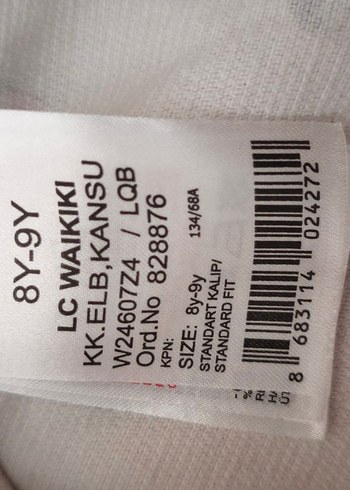 8Y-9Y
LC WAIKIKI
KK.ELB,KANSU
W24607Z4 / LQB
Ord.No 828876
KPN:
SIZE: 8y-9y 134/68A
STANDART KALIP/
STANDARD FIT
8 683114 024272